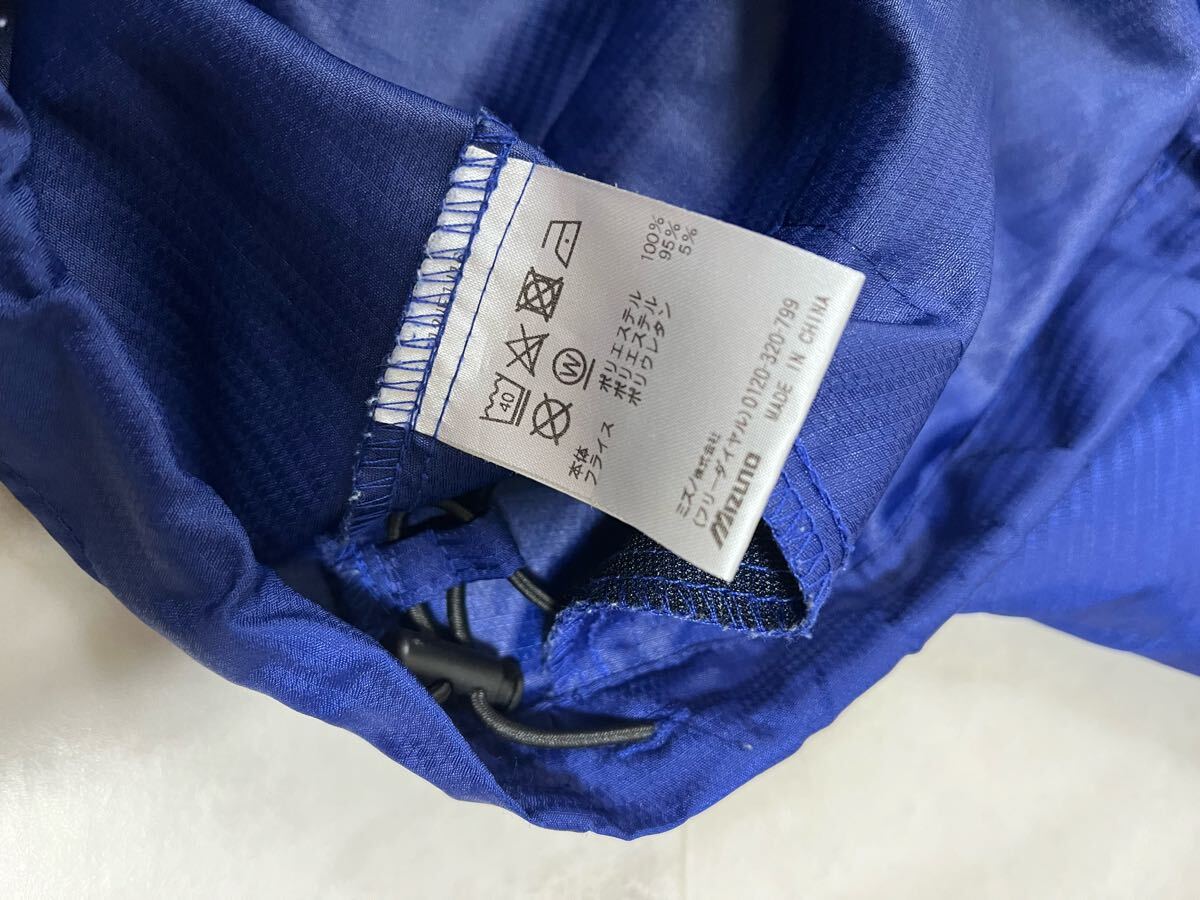 40
W
本体 ポリエステル 100%
フライス ポリエステル 95%
ポリウレタン 5%
MADE IN CHINA
ミズノ株式会社
(フリーダイヤル)0120-320-799
MIZUNO